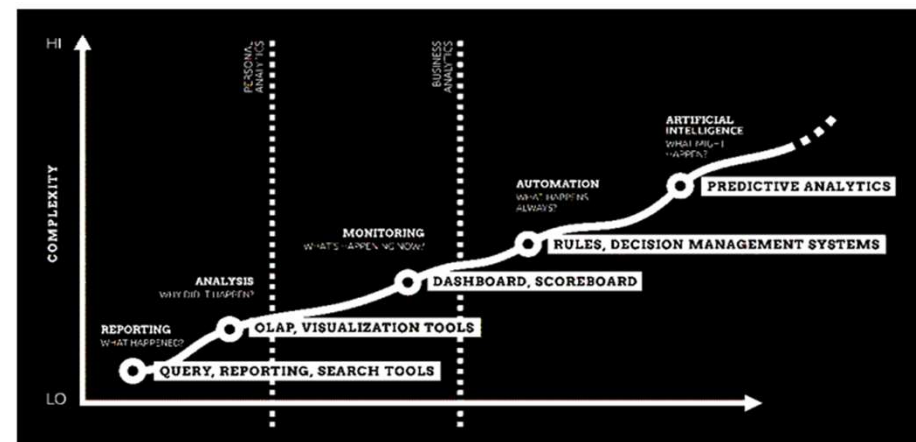 HI
PERSONAL
ANALYTICS
BUSINESS
ANALYTICS
ARTIFICIAL
INTELLIGENCE
WHAT MIGHT
HAPPEN?
PREDICTIVE ANALYTICS
AUTOMATION
WHAT HAPPENS
ALWAYS?
RULES, DECISION MANAGEMENT SYSTEMS
MONITORING
WHAT'S HAPPENING NOW?
DASHBOARD, SCOREBOARD
ANALYSIS
WHY DID IT HAPPEN?
OLAP, VISUALIZATION TOOLS
REPORTING
WHAT HAPPENED?
QUERY, REPORTING, SEARCH TOOLS
COMPLEXITY
LO